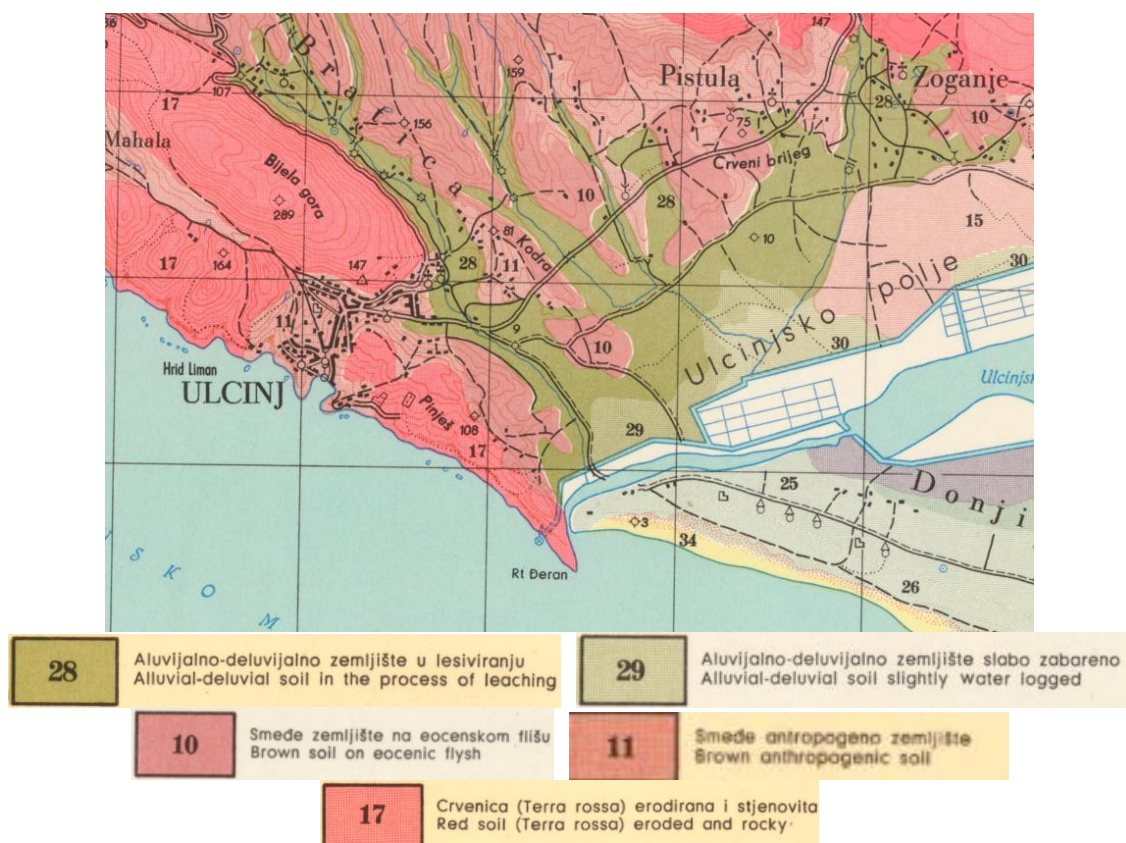 147
Bratica
159
Pistula
Zoganje
17
107
28
156
75
10
Mahala
Crveni brijeg
Bijela gora
10
28
289
15
81
Kodra
10
17
164
147
28
11
30
polje
11
9
10
30
Ulcinjsko
Hrid Liman
ULCINJ
Ulcinjsk
Pinješ
108
29
17
25
Donji
3
34
S K O M
Rt Đeran
26
28
Aluvijalno-deluvijalno zemljište u lesiviranju
Alluvial-deluvial soil in the process of leaching
29
Aluvijalno-deluvijalno zemljište slabo zabareno
Alluvial-deluvial soil slightly water logged
10
Smeđe zemljište na eocenskom flišu
Brown soil on eocenic flysh
11
Smeđe antropogeno zemljište
Brown anthropogenic soil
17
Crvenica (Terra rossa) erodirana i stjenovita
Red soil (Terra rossa) eroded and rocky